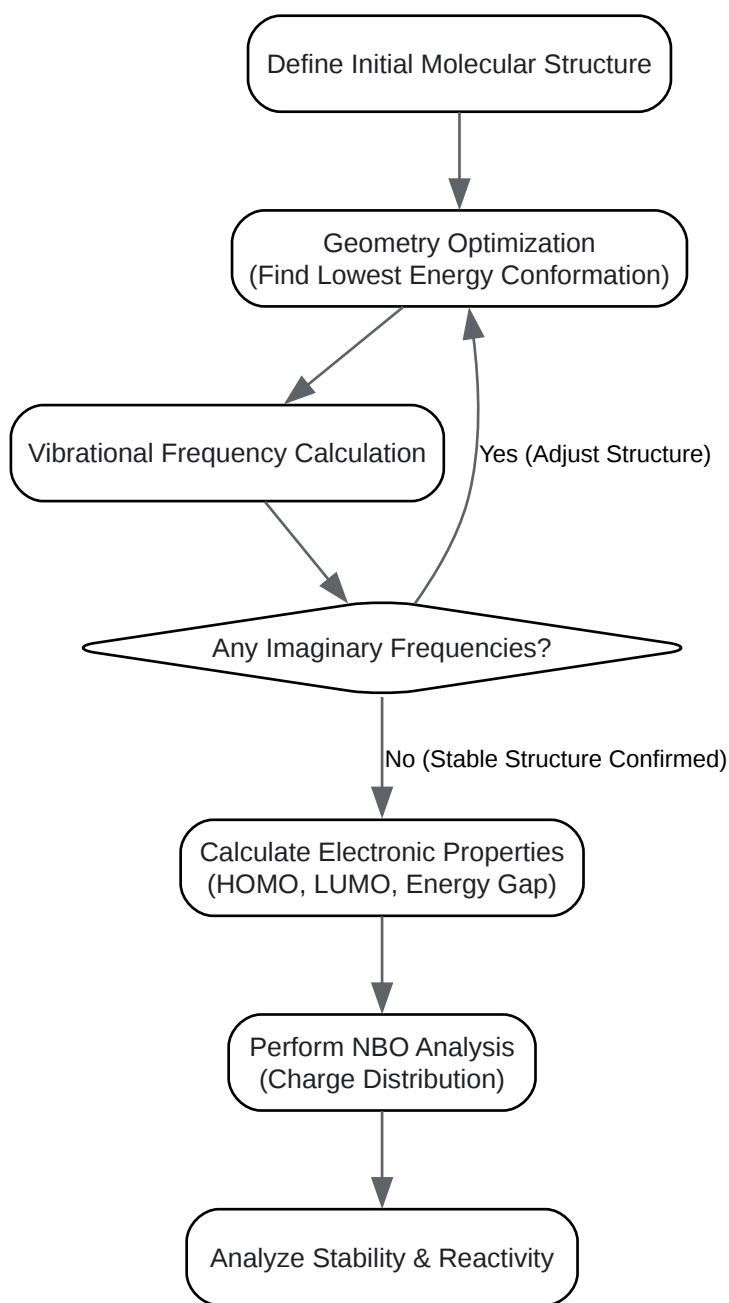 Define Initial Molecular Structure
Geometry Optimization
(Find Lowest Energy Conformation)
Vibrational Frequency Calculation
Yes (Adjust Structure)
Any Imaginary Frequencies?
No (Stable Structure Confirmed)
Calculate Electronic Properties
(HOMO, LUMO, Energy Gap)
Perform NBO Analysis
(Charge Distribution)
Analyze Stability & Reactivity